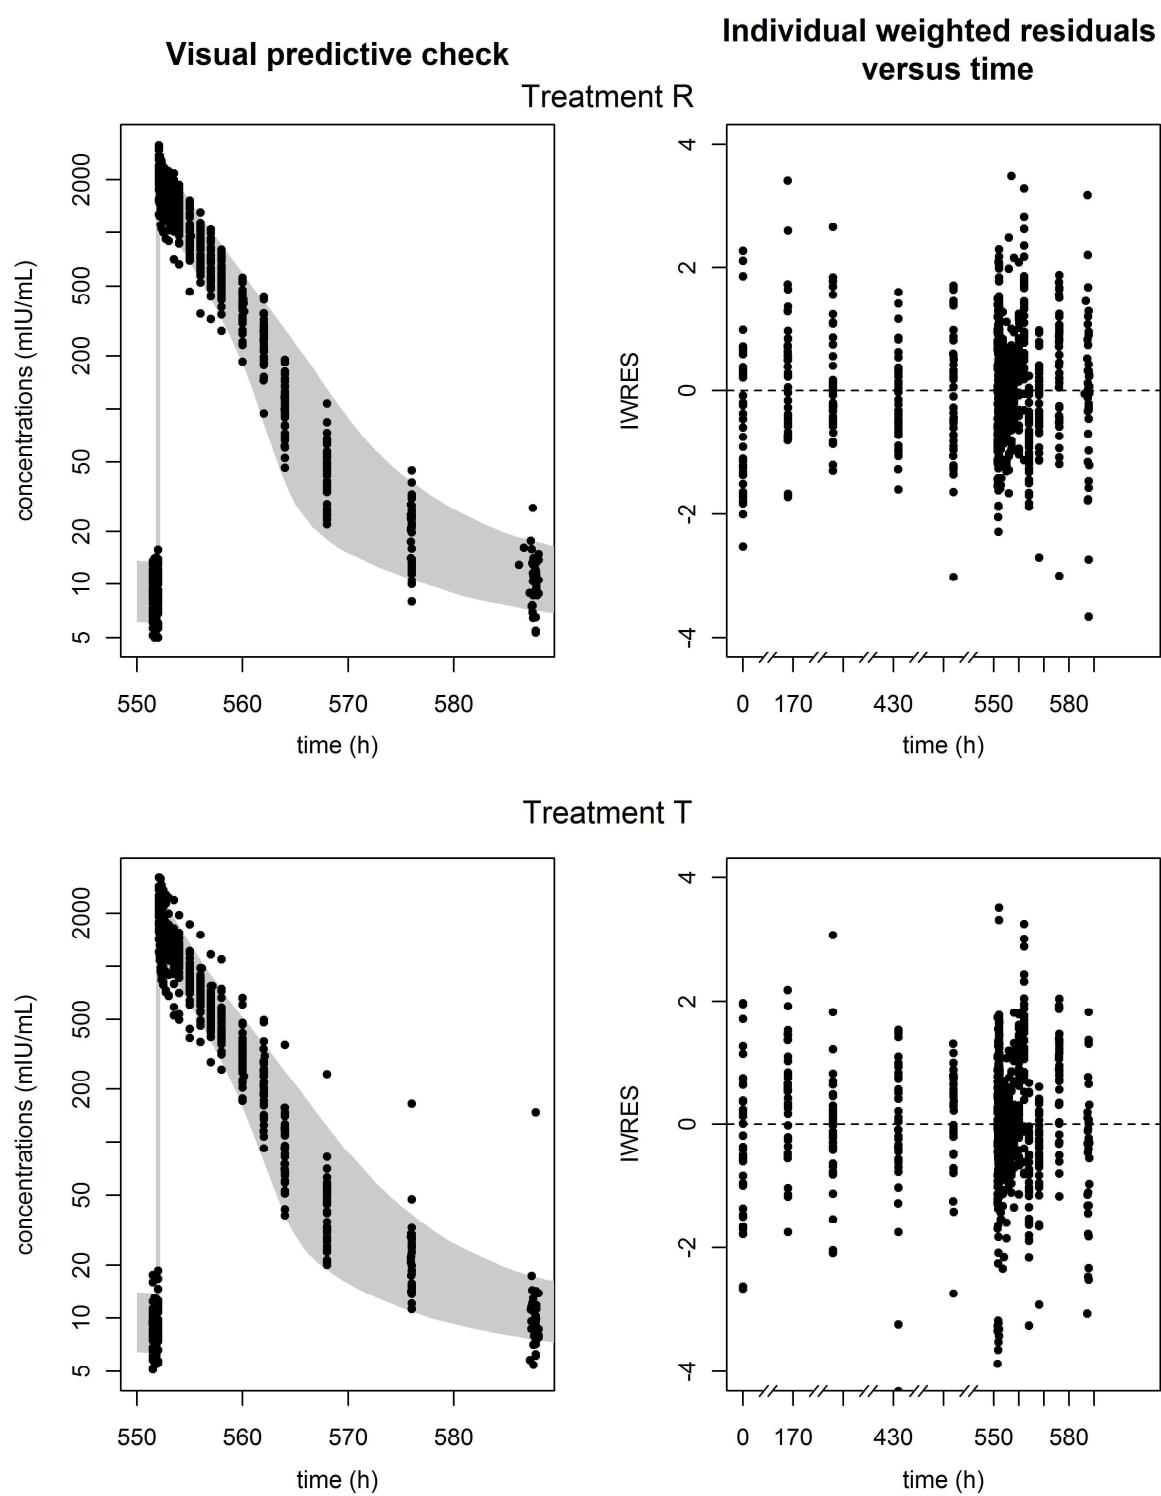 Visual predictive check
Individual weighted residuals
versus time
Treatment R
concentrations (mIU/mL)
2000
500
200
50
20
10
5
550 560 570 580
time (h)
IWRES
4
2
0
-2
-4
0 170 430 550 580
time (h)
Treatment T
concentrations (mIU/mL)
2000
500
200
50
20
10
5
550 560 570 580
time (h)
IWRES
4
2
0
-2
-4
0 170 430 550 580
time (h)